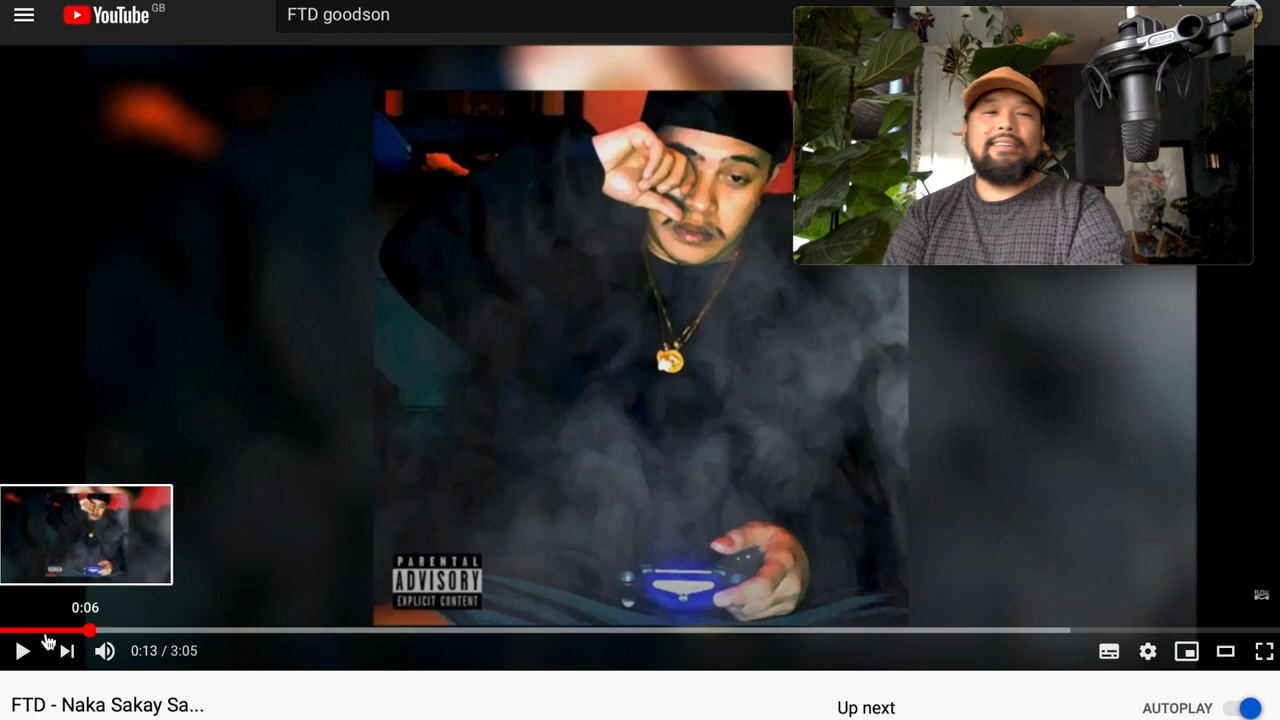 YouTube GB
FTD goodson
PARENTAL
ADVISORY
EXPLICIT CONTENT
0:06
0:13 / 3:05
FTD - Naka Sakay Sa...
Up next
AUTOPLAY